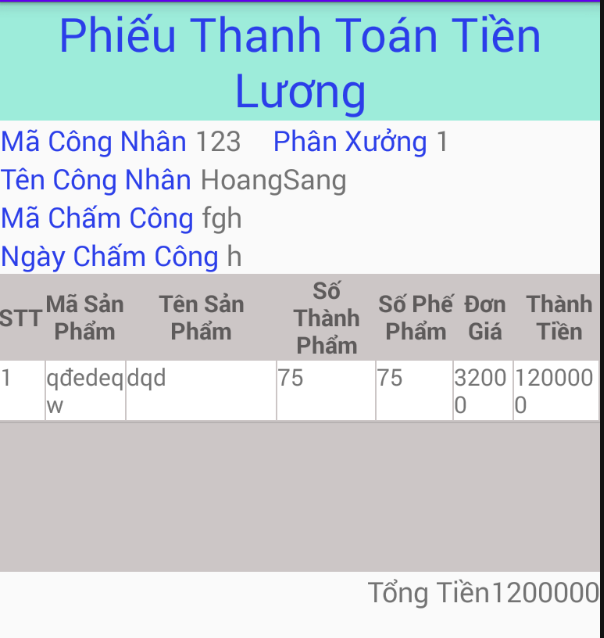 Phiếu Thanh Toán Tiền
Lương
Mã Công Nhân 123 Phân Xưởng 1
Tên Công Nhân HoangSang
Mã Chấm Công fgh
Ngày Chấm Công h
STT Mã Sản Phẩm Tên Sản Phẩm Số Thành Phẩm Số Phế Phẩm Đơn Giá Thành Tiền
1 qđedeqw dqd 75 75 32000 1200000
Tổng Tiền1200000